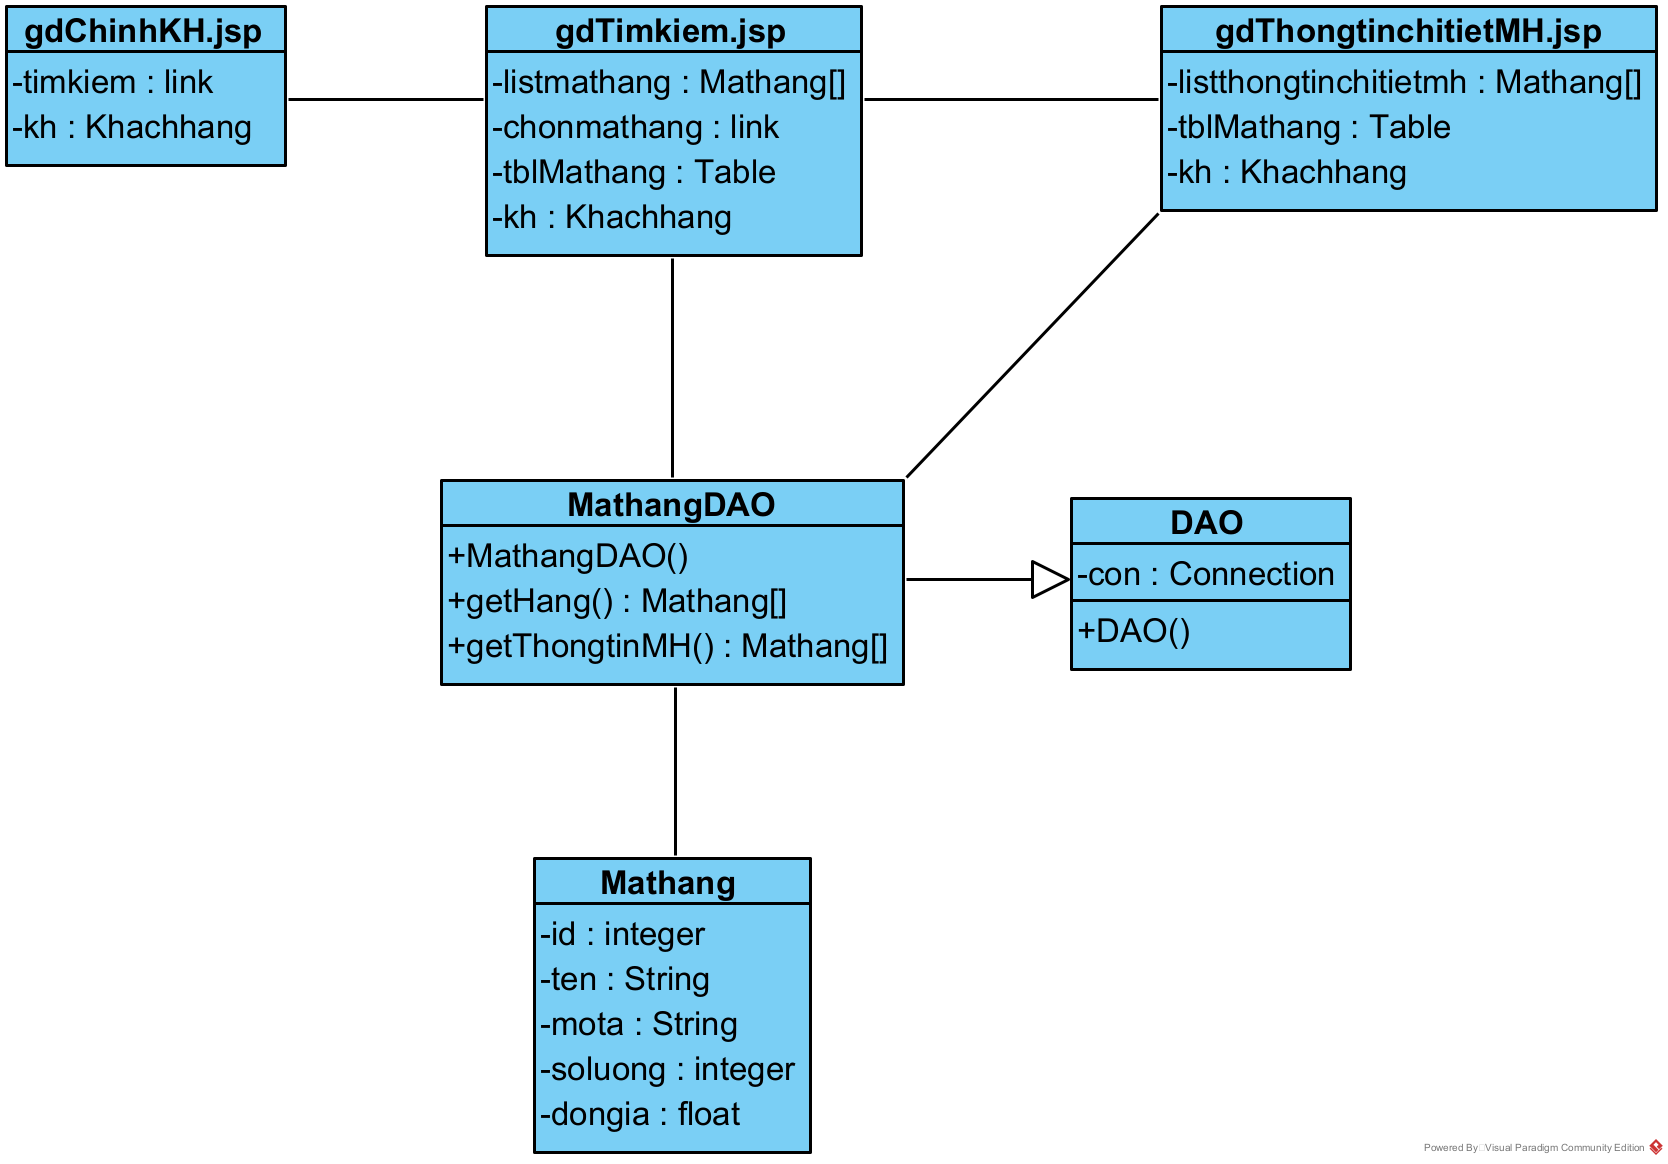 gdChinhKH.jsp
-timkiem : link
-kh : Khachhang
gdTimkiem.jsp
-listmathang : Mathang[]
-chonmathang : link
-tblMathang : Table
-kh : Khachhang
gdThongtinchitietMH.jsp
-listthongtinchitietmh : Mathang[]
-tblMathang : Table
-kh : Khachhang
MathangDAO
+MathangDAO()
+getHang() : Mathang[]
+getThongtinMH() : Mathang[]
DAO
-con : Connection
+DAO()
Mathang
-id : integer
-ten : String
-mota : String
-soluong : integer
-dongia : float
Powered By Visual Paradigm Community Edition